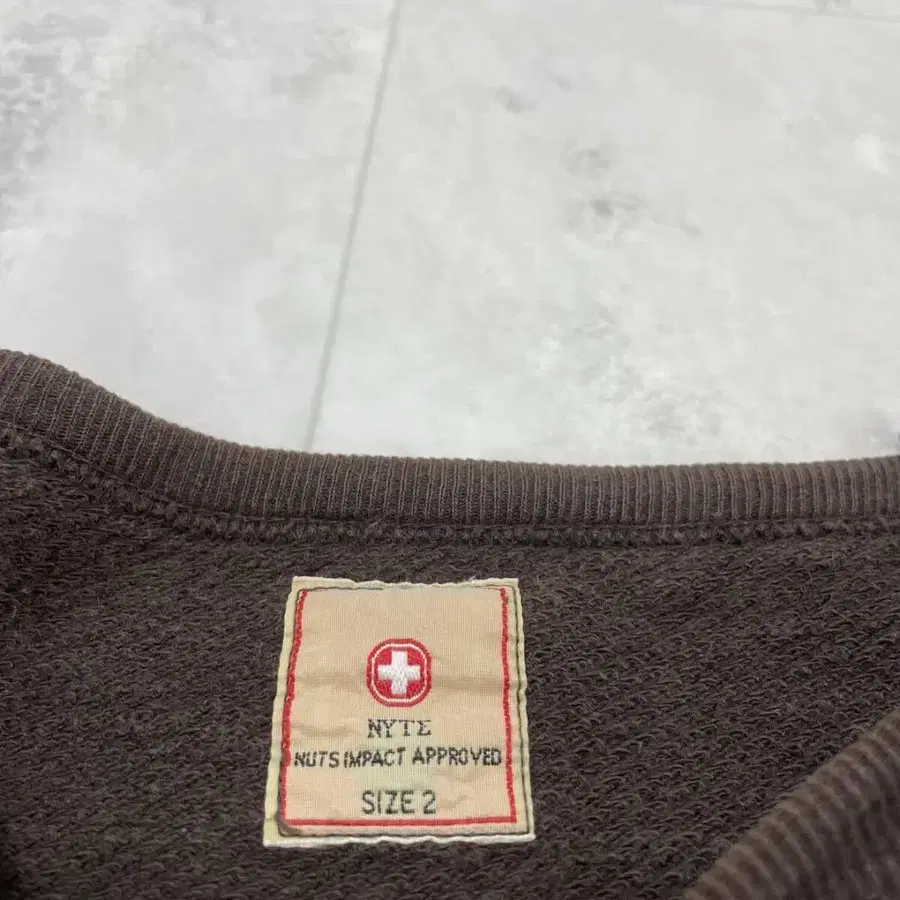 NYTΣ
NUTS IMPACT APPROVED
SIZE 2